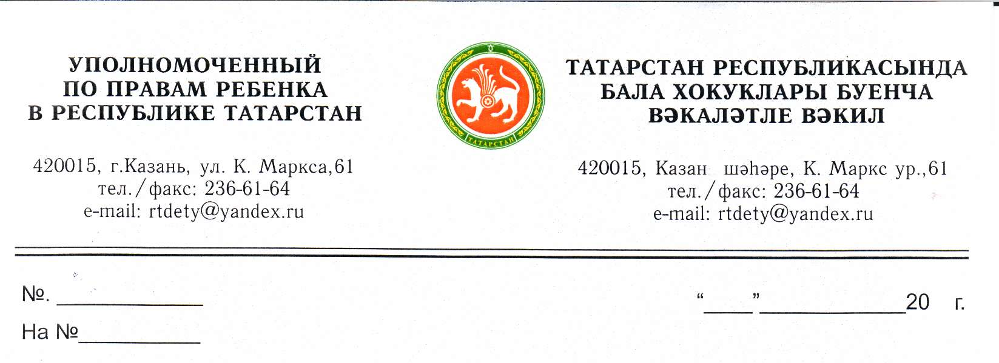 УПОЛНОМОЧЕННЫЙ
ПО ПРАВАМ РЕБЕНКА
В РЕСПУБЛИКЕ ТАТАРСТАН
420015, г.Казань, ул. К. Маркса,61
тел./факс: 236-61-64
e-mail: rtdety@yandex.ru
ТАТАРСТАН
ТАТАРСТАН РЕСПУБЛИКАСЫНДА
БАЛА ХОКУКЛАРЫ БУЕНЧА
ВӘКАЛӘТЛЕ ВӘКИЛ
420015, Казан шәһәре, К. Маркс ур.,61
тел./факс: 236-61-64
e-mail: rtdety@yandex.ru
№. ____________
“____”____________20 г.
На №__________